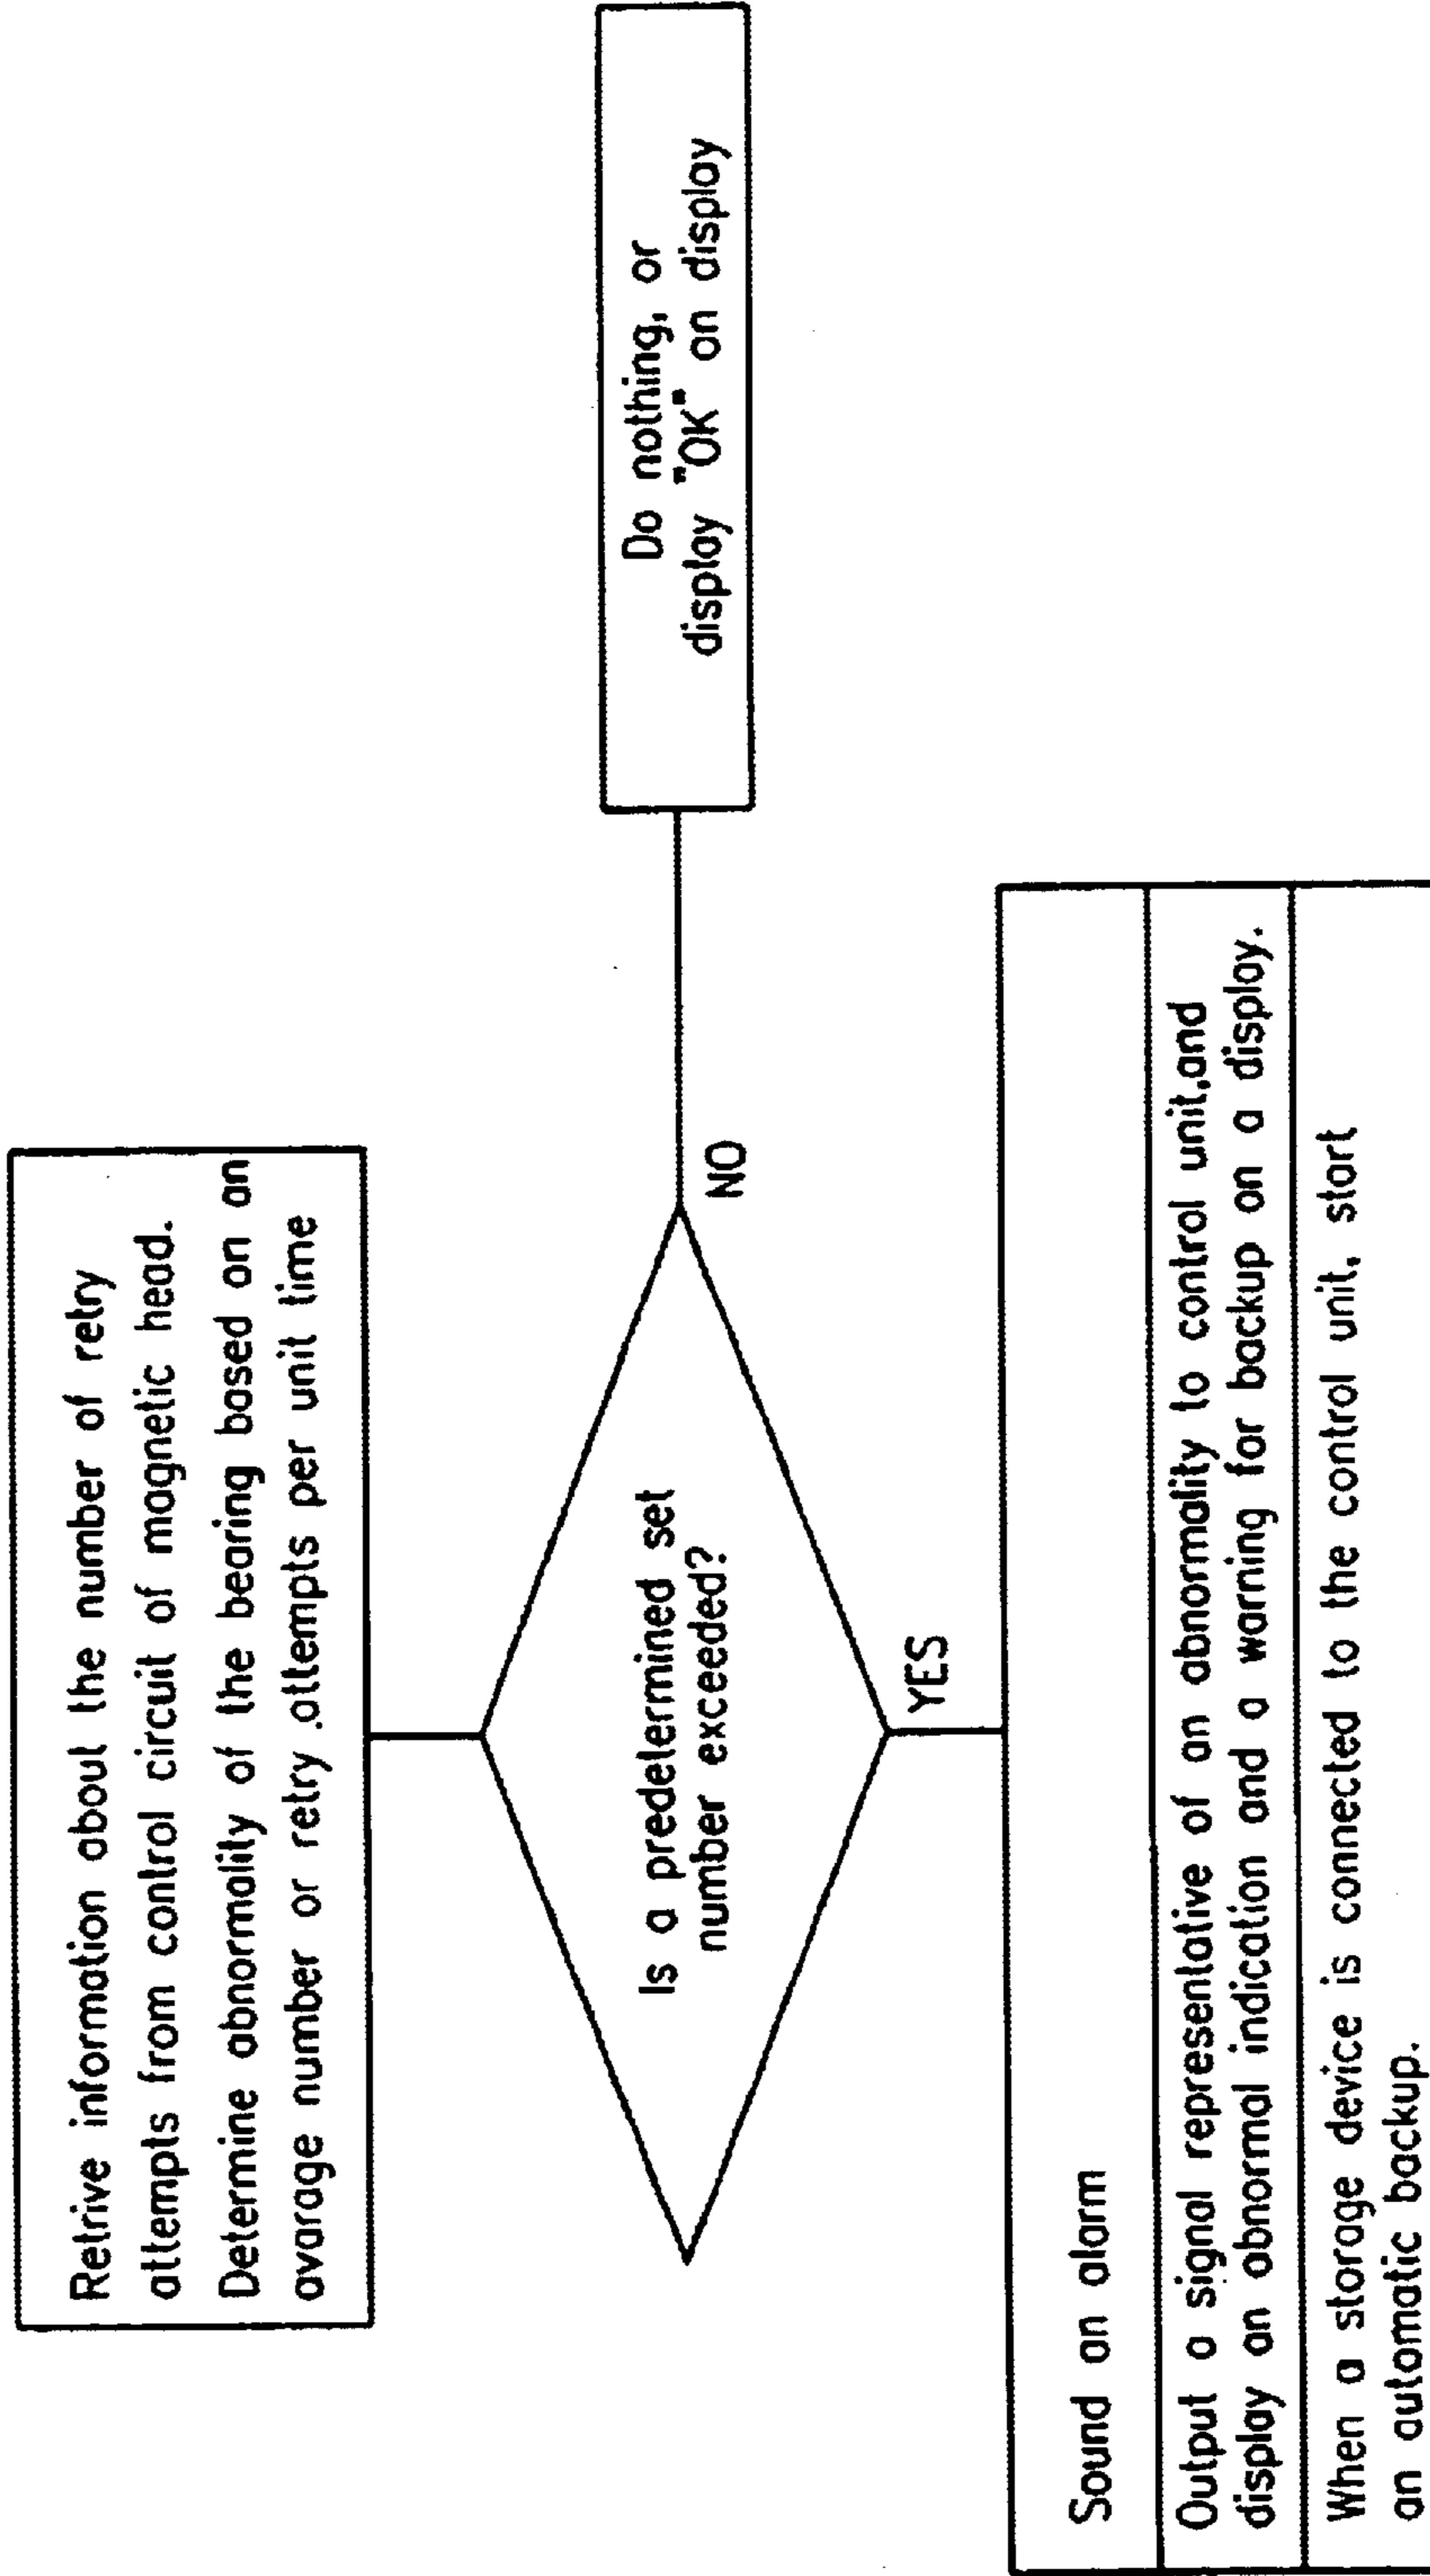 Retrive information about the number of retry
attempts from control circuit of magnetic head.
Determine abnormality of the bearing based on an
avarage number or retry attempts per unit time
Is a predetermined set
number exceeded?
NO
Do nothing, or
display "OK" on display
YES
Sound an alarm
Output a signal representative of an abnormality to control unit,and
display an abnormal indication and a warning for backup on a display.
When a storage device is connected to the control unit, start
an automatic backup.